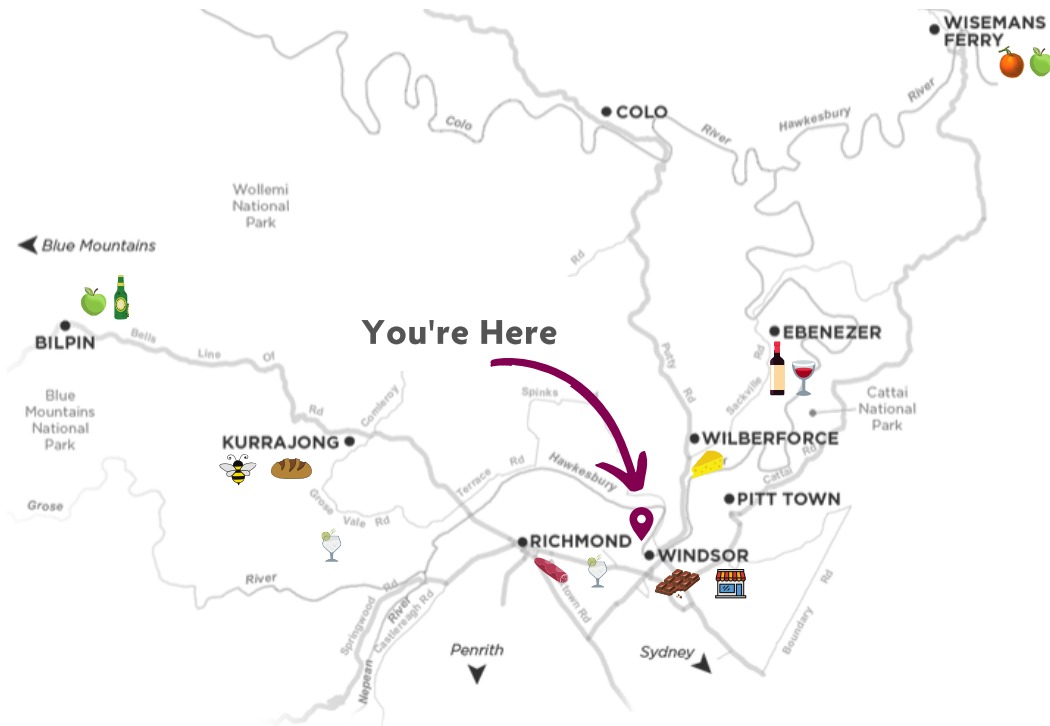 WISEMANS
FERRY
River
COLO
Colo
River
Hawkesbury
Wollemi
National
Park
Blue Mountains
Rd
You're Here
BILPIN
Bells
Line
Of
Rd
EBENEZER
Putty
Rd
Sackville
Rd
Blue
Mountains
National
Park
Comleroy
Spinks
Cattai
National
Park
KURRAJONG
WILBERFORCE
Hawkesbury
Terrace
Rd
Cattai
Rd
Grose
Vale
Rd
Grose
PITT TOWN
RICHMOND
WINDSOR
River
Springwood
Rd
River
Castlereagh Rd
Nepean
town Rd
Boundary
Rd
Penrith
Sydney